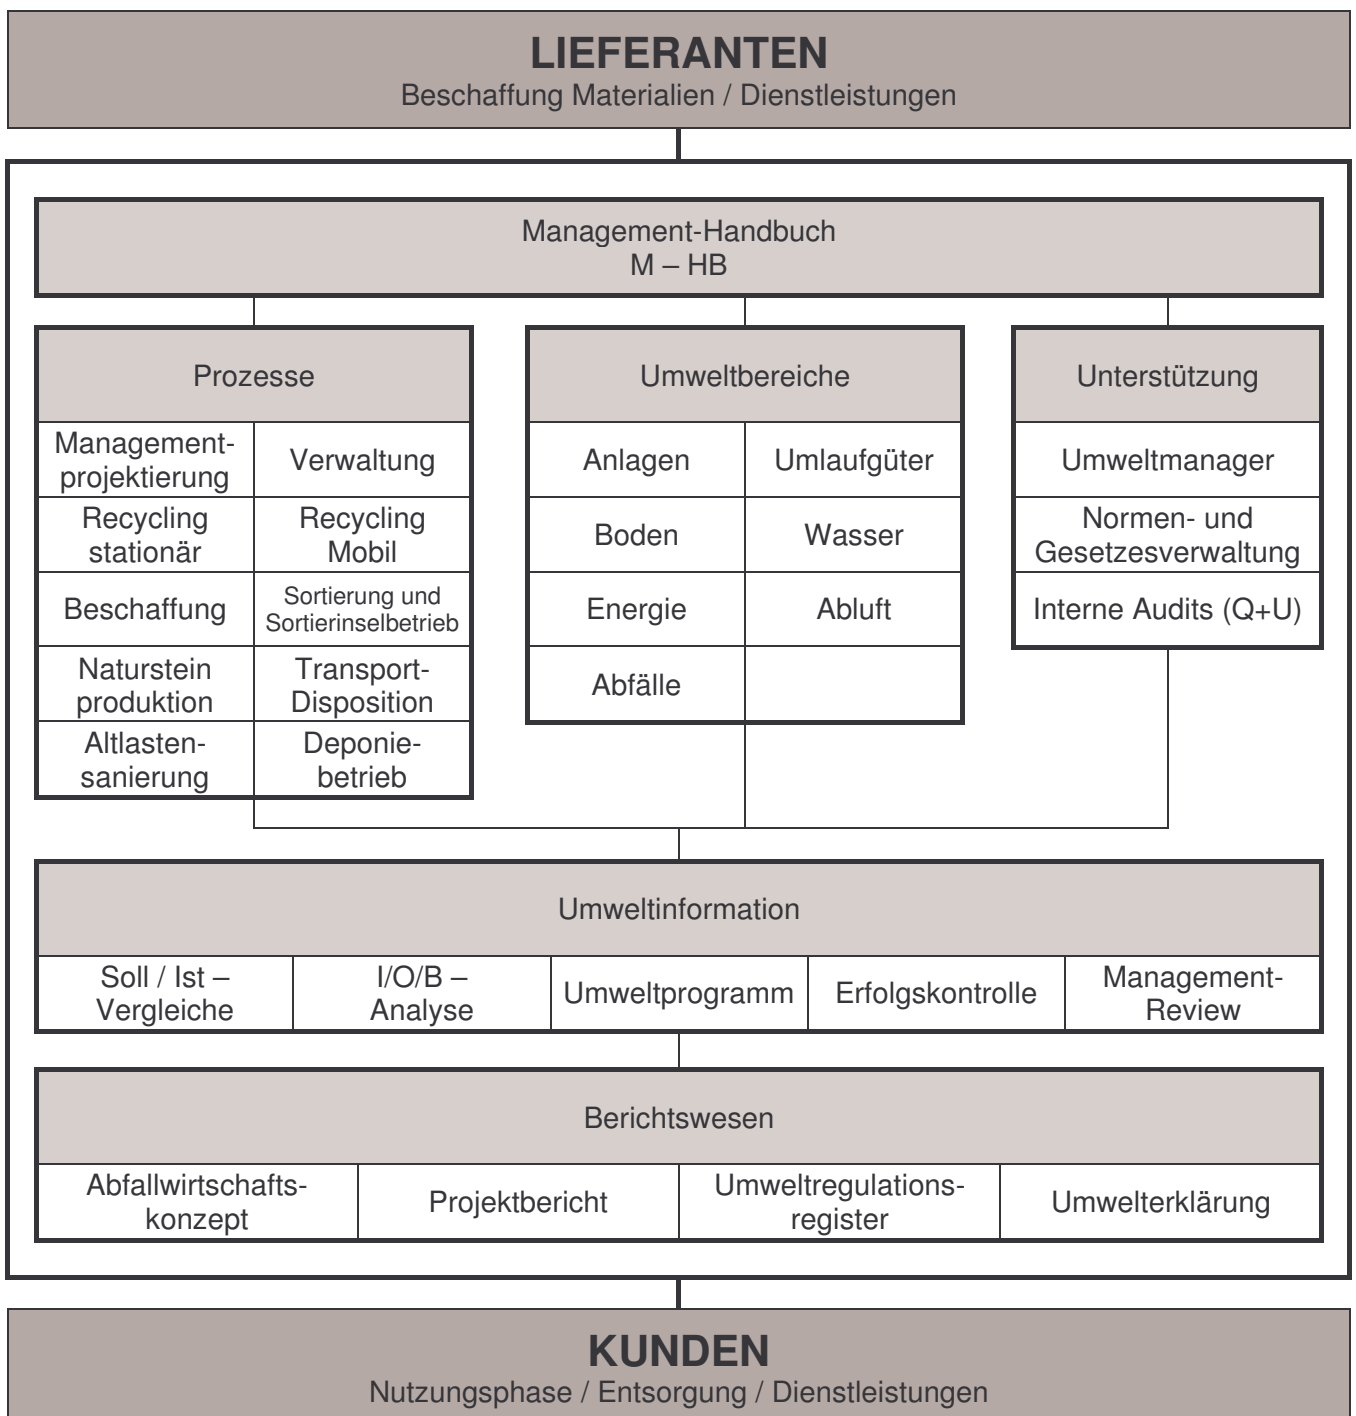 LIEFERANTEN
Beschaffung Materialien / Dienstleistungen
Management-Handbuch
M – HB
Prozesse
Management-
projektierung
Verwaltung
Recycling
stationär
Recycling
Mobil
Beschaffung
Sortierung und
Sortierinselbetrieb
Naturstein
produktion
Transport-
Disposition
Altlasten-
sanierung
Deponie-
betrieb
Umweltbereiche
Anlagen
Umlaufgüter
Boden
Wasser
Energie
Abluft
Abfälle
Unterstützung
Umweltmanager
Normen- und
Gesetzesverwaltung
Interne Audits (Q+U)
Umweltinformation
Soll / Ist –
Vergleiche
I/O/B –
Analyse
Umweltprogramm
Erfolgskontrolle
Management-
Review
Berichtswesen
Abfallwirtschafts-
konzept
Projektbericht
Umweltregulations-
register
Umwelterklärung
KUNDEN
Nutzungsphase / Entsorgung / Dienstleistungen